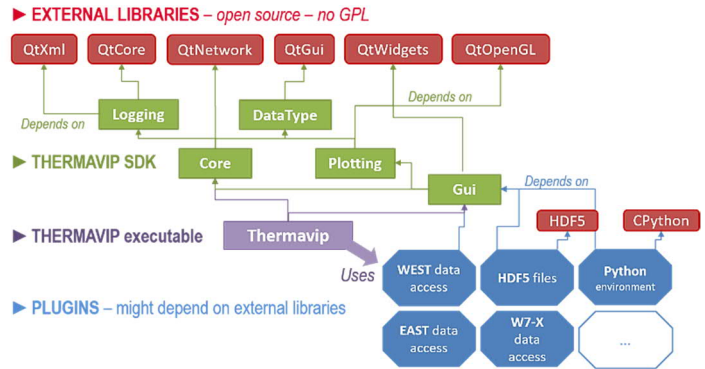 ► EXTERNAL LIBRARIES – open source – no GPL
QtXml
QtCore
QtNetwork
QtGui
QtWidgets
QtOpenGL
Depends on
Logging
DataType
Depends on
► THERMAVIP SDK
Core
Plotting
Gui
Depends on
► THERMAVIP executable
Thermavip
HDF5
CPython
Uses
WEST data
access
HDF5 files
Python
environment
► PLUGINS – might depend on external libraries
EAST data
access
W7-X
data
access
...